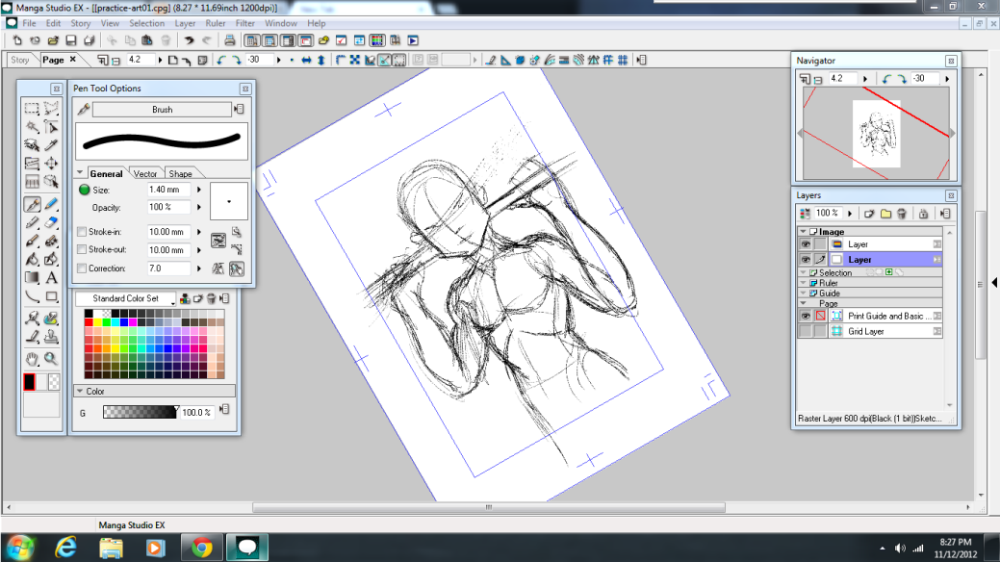 Manga Studio EX - [[practice-art01.cpg] (8.27 * 11.69inch 1200dpi)]
File Edit Story View Selection Layer Ruler Filter Window Help
Story Page 4.2 -30
Pen Tool Options
Brush
General Vector Shape
Size: 1.40 mm
Opacity: 100 %
Stroke-in: 10.00 mm
Stroke-out: 10.00 mm
Correction: 7.0
Standard Color Set
Color
G 100.0 %
Navigator
4.2 -30
Layers
100 %
Image
Layer
Layer
Selection
Ruler
Guide
Page
Print Guide and Basic ...
Grid Layer
Raster Layer 600 dpi(Black (1 bit))Sketc...
Manga Studio EX
8:27 PM
11/12/2012